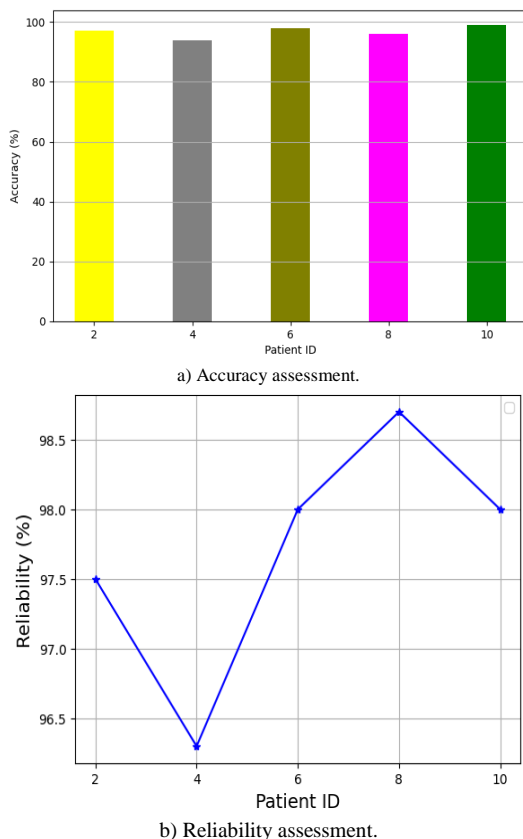 100
80
60
40
20
0
Accuracy (%)
2 4 6 8 10
Patient ID
a) Accuracy assessment.
98.5
98.0
97.5
97.0
96.5
Reliability (%)
2 4 6 8 10
Patient ID
b) Reliability assessment.